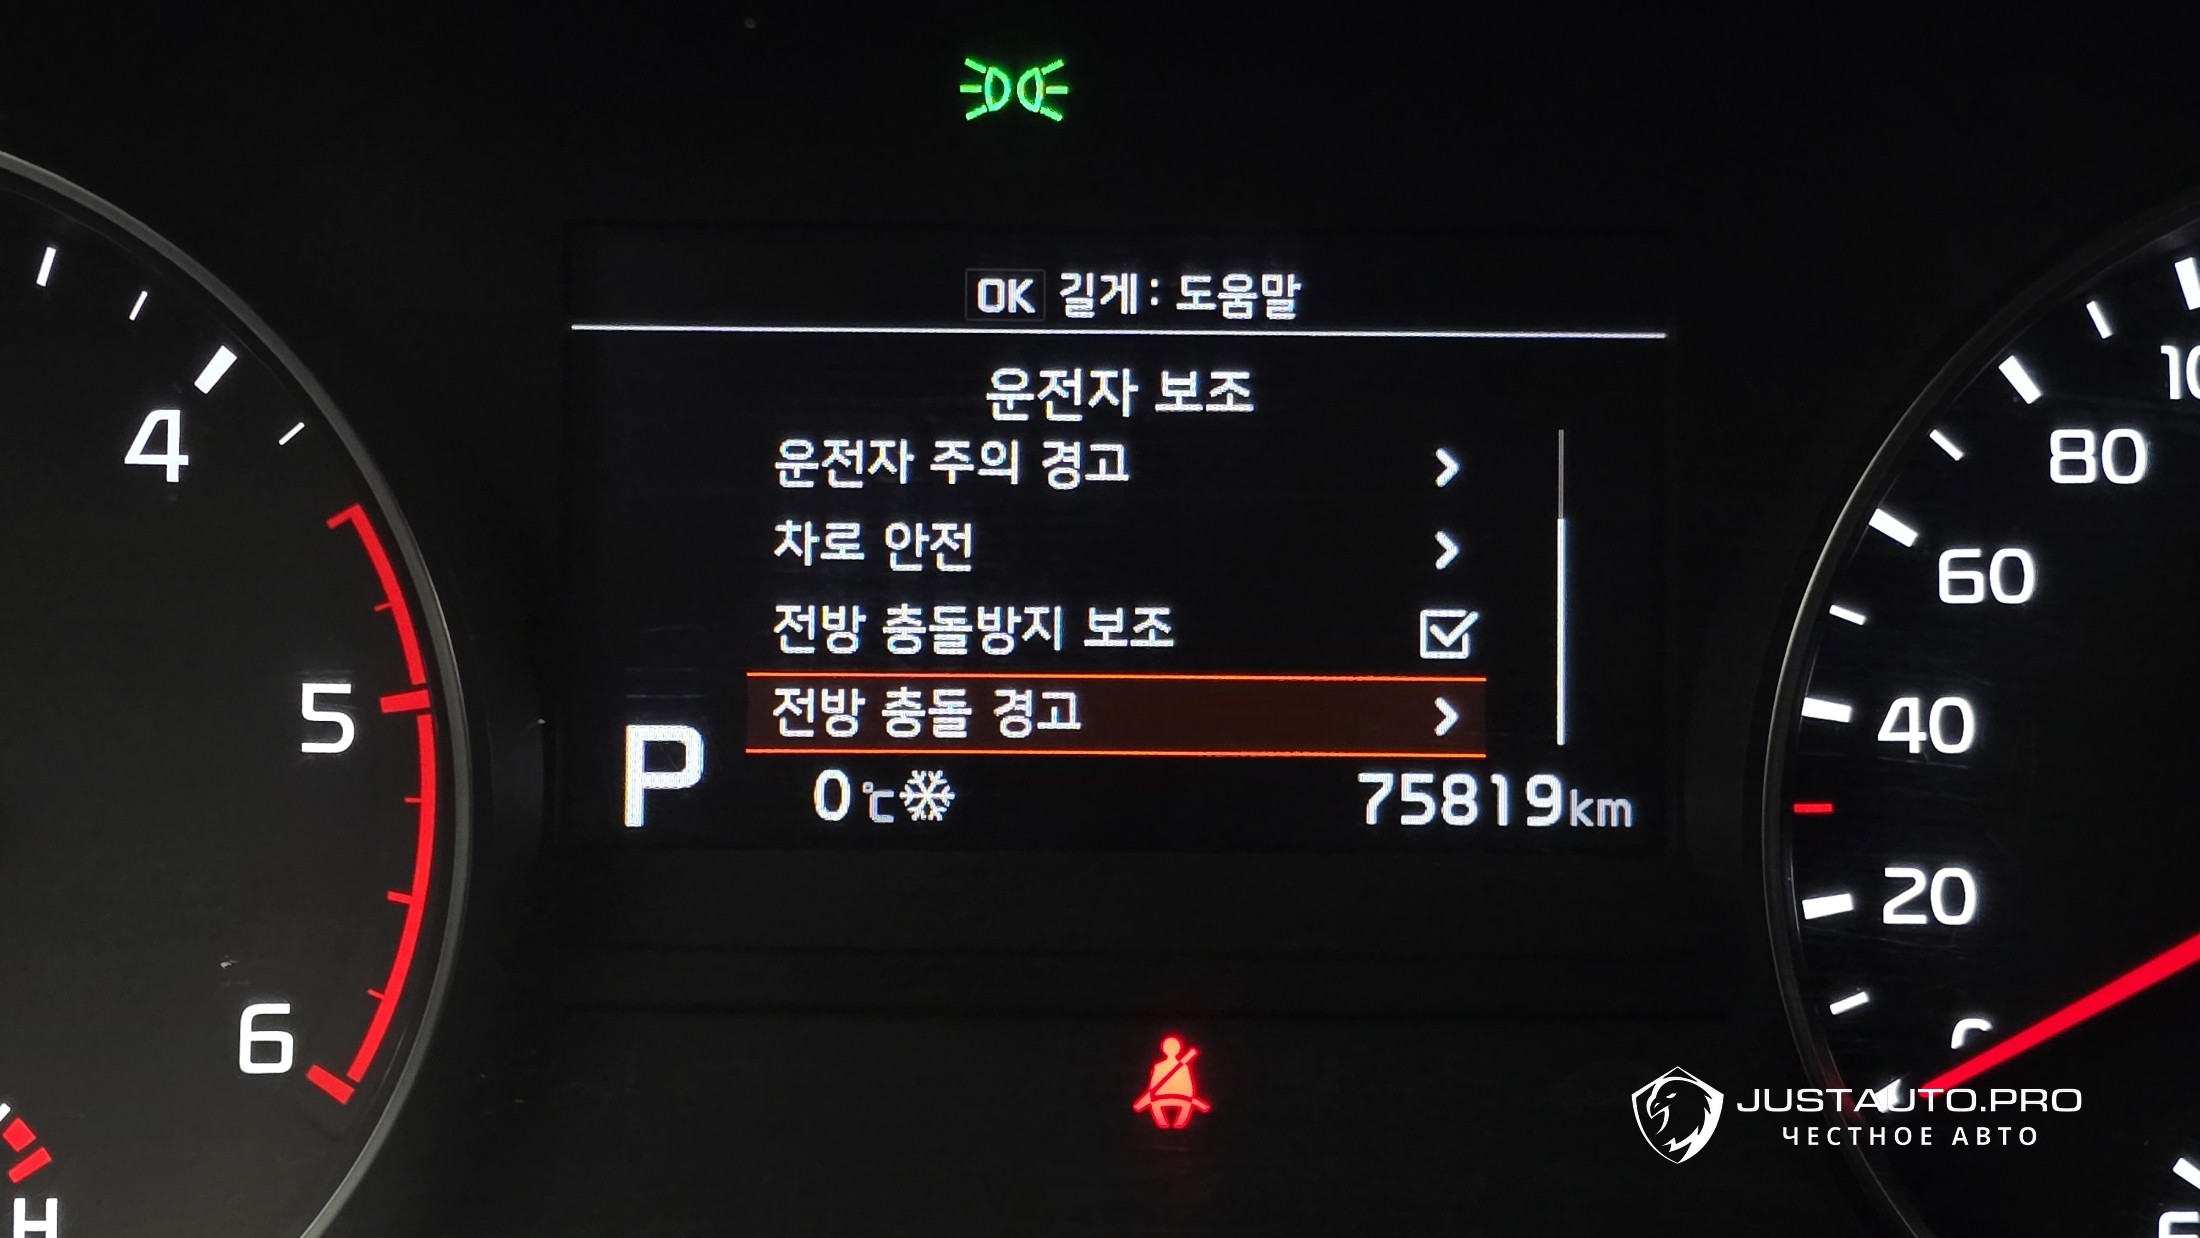 OK 길게: 도움말
운전자 보조
운전자 주의 경고
차로 안전
전방 충돌방지 보조
전방 충돌 경고
P
0 ℃
75819km
4
5
6
H
10
80
60
40
20
0
JUSTAUTO.PRO
ЧЕСТНОЕ АВТО